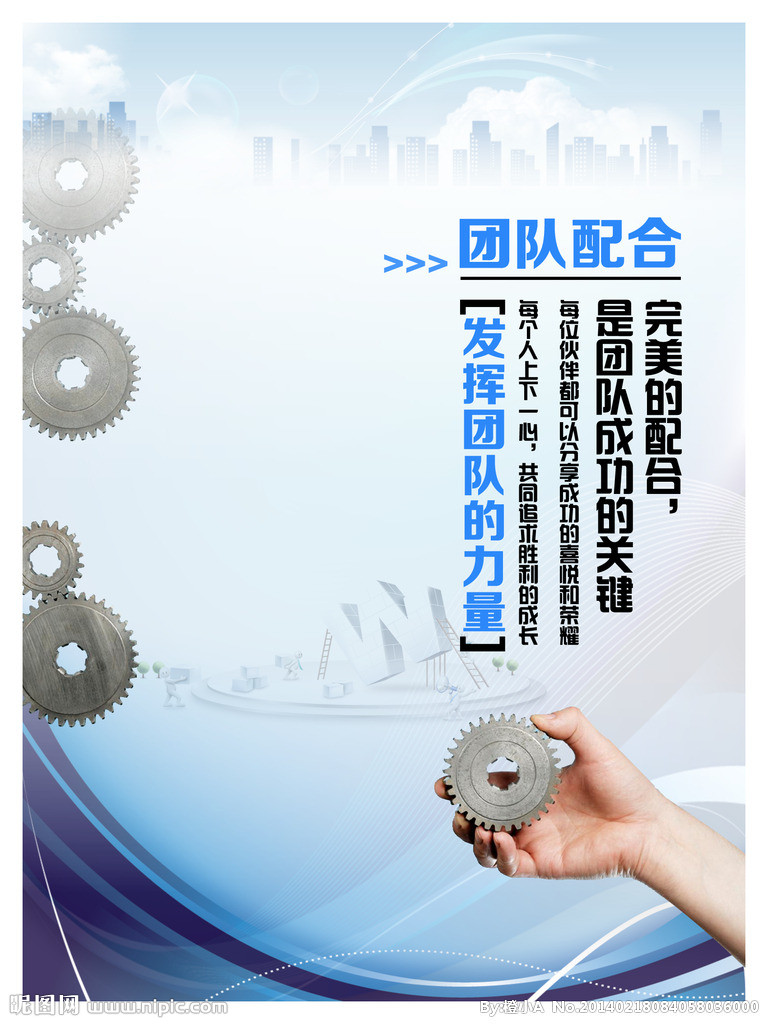 >>> 团队配合
完美的配合，
是团队成功的关键
每位伙伴都可以分享成功的喜悦和荣耀
每个人上下一心，共同追求胜利的成长
[发挥团队的力量]
昵图网 www.nipic.com
By:橙小A No.20140218084058036000